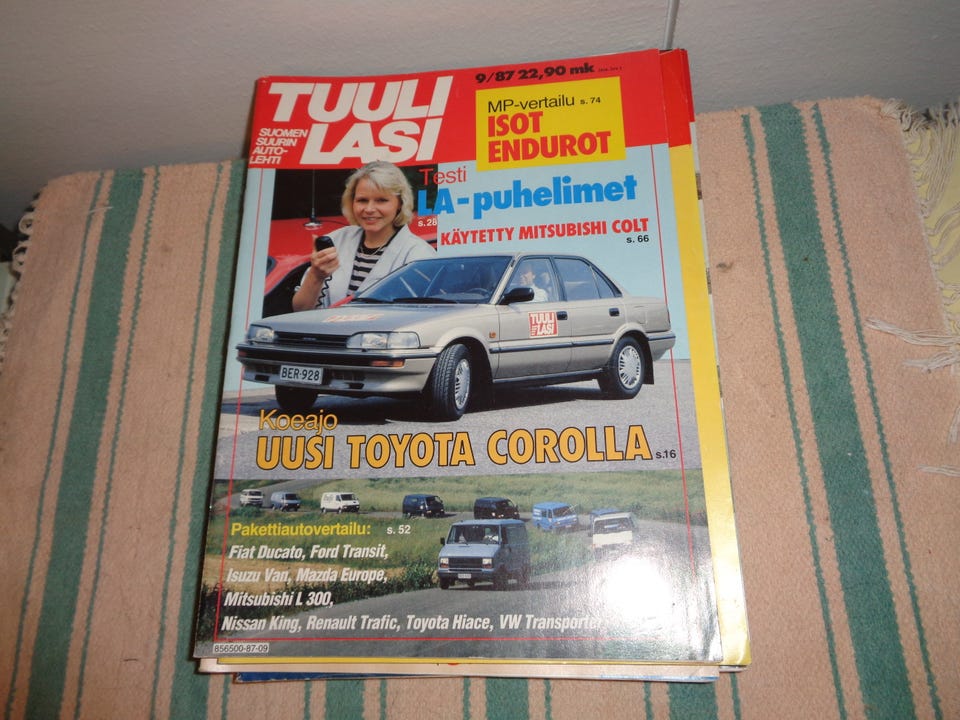 9/87 22,90 mk
TUULI
LASI
SUOMEN
SUURIN
AUTO-
LEHTI
MP-vertailu s. 74
ISOT
ENDUROT
Testi
LA-puhelimet
s. 28
KÄYTETTY MITSUBISHI COLT
s. 66
TUULI
LASI
BER-928
Koeajo
UUSI TOYOTA COROLLA s.16
Pakettiautovertailu: s. 52
Fiat Ducato, Ford Transit,
Isuzu Van, Mazda Europe,
Mitsubishi L 300,
Nissan King, Renault Trafic, Toyota Hiace, VW Transporter
856500-87-09